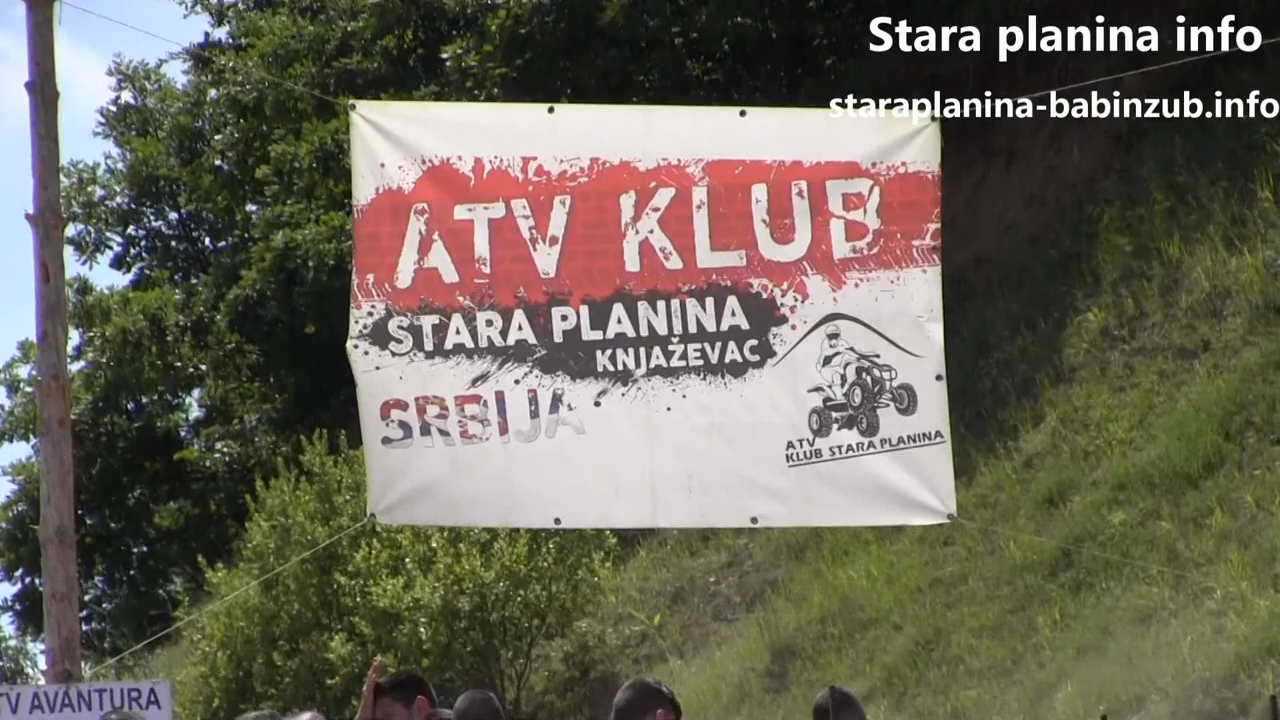 Stara planina info
staraplanina-babinzub.info
ATV KLUB
STARA PLANINA
KNJAŽEVAC
SRBIJA
ATV
KLUB STARA PLANINA
TV AVANTURA